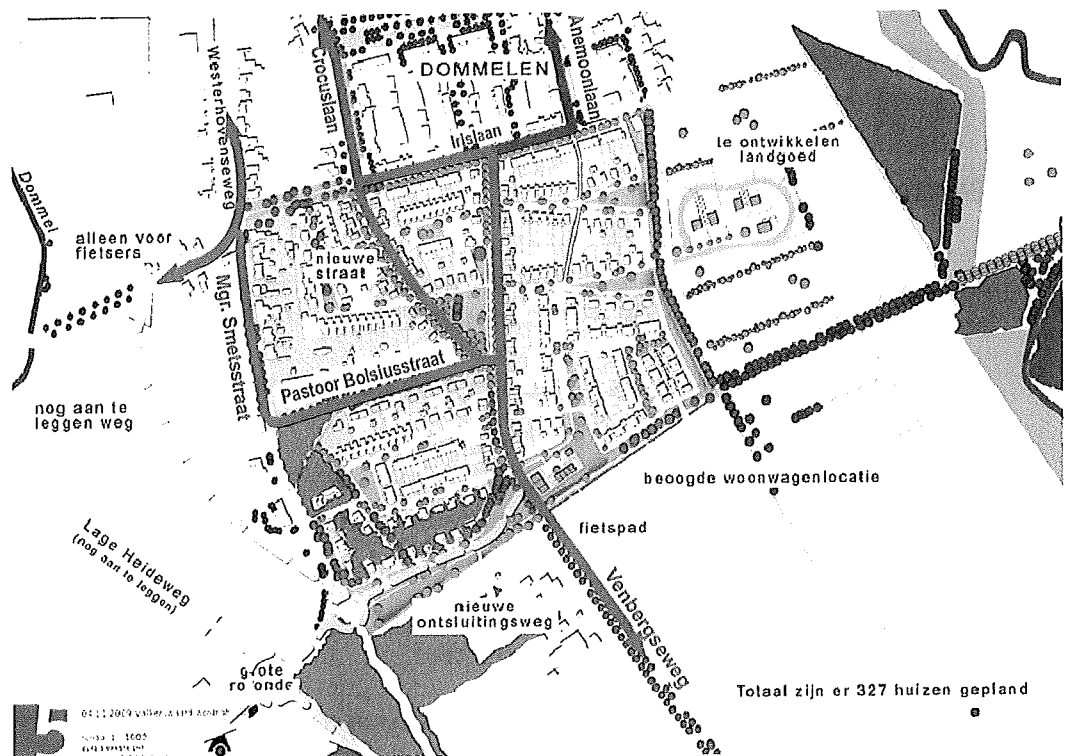 Westerhovenseweg
Crocuslaan
DOMMELEN
Anemoonlaan
Irislaan
te ontwikkelen
landgoed
Dommel
alleen voor
fietsers
nieuwe
straat
Mgr. Smetsstraat
Pastoor Bolsiusstraat
nog aan te
leggen weg
beoogde woonwagenlocatie
fietspad
Lage Heideweg
(nog aan te leggen)
nieuwe
ontsluitingsweg
Venbergseweg
grote
rotonde
Totaal zijn er 327 huizen gepland